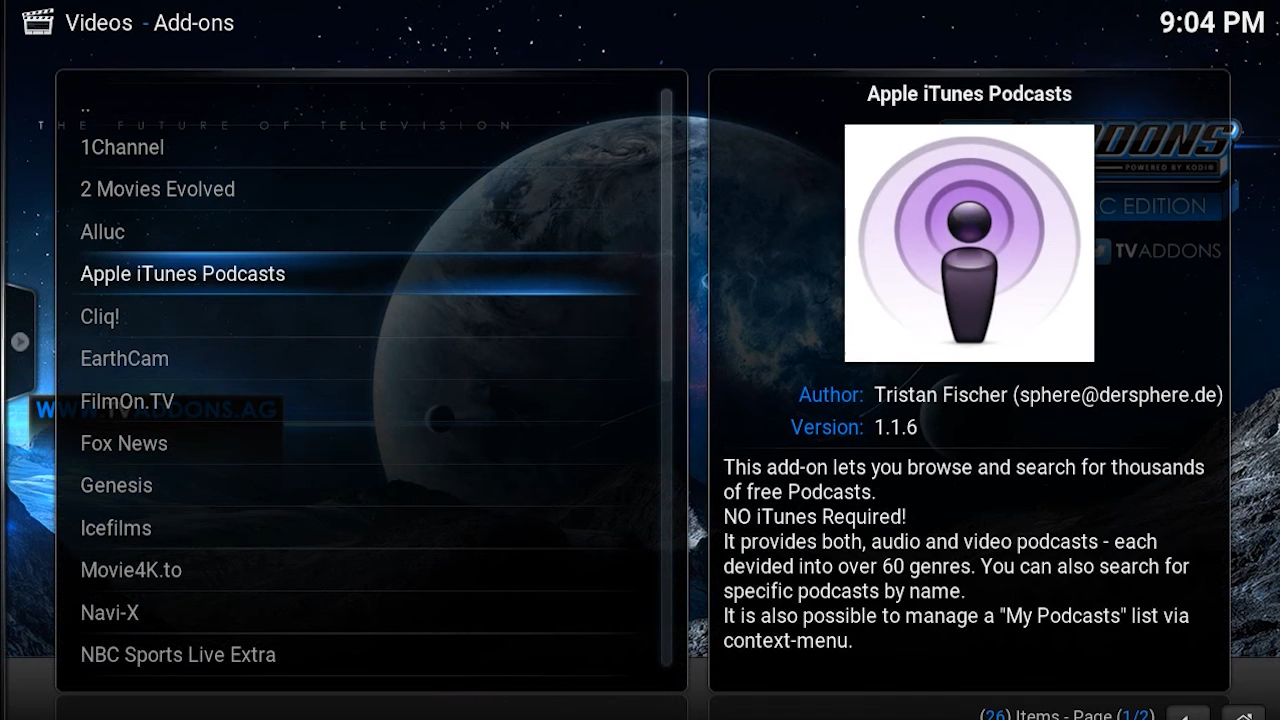 Videos - Add-ons
9:04 PM
..
THE FUTURE OF TELEVISION
1Channel
2 Movies Evolved
Alluc
Apple iTunes Podcasts
Cliq!
EarthCam
FilmOn.TV
WWW.TVADDONS.AG
Fox News
Genesis
Icefilms
Movie4K.to
Navi-X
NBC Sports Live Extra
Apple iTunes Podcasts
POWERED BY KODI®
C EDITION
TVADDONS
Author: Tristan Fischer (sphere@dersphere.de)
Version: 1.1.6
This add-on lets you browse and search for thousands
of free Podcasts.
NO iTunes Required!
It provides both, audio and video podcasts - each
devided into over 60 genres. You can also search for
specific podcasts by name.
It is also possible to manage a "My Podcasts" list via
context-menu.
(26) Items - Page (1/2)